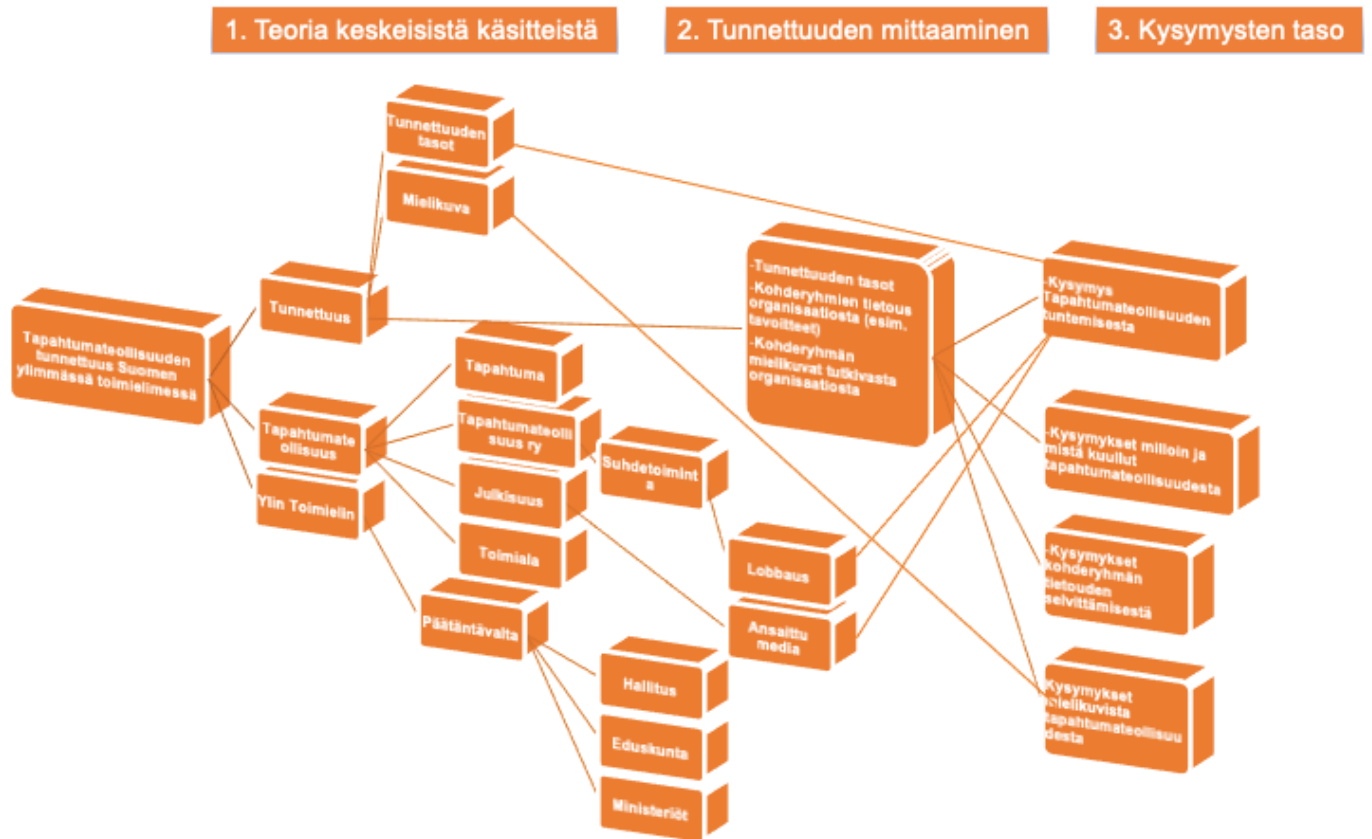 1. Teoria keskeisistä käsitteistä
2. Tunnettuuden mittaaminen
3. Kysymysten taso
Tunnettuuden
tasot
Mielikuva
Tapahtumateollisuuden
tunnettuus Suomen
ylimmässä toimielimessä
Tunnettuus
Tapahtumate
ollisuus
Ylin Toimielin
Tapahtuma
Tapahtumateolli
suus ry
Julkisuus
Toimiala
Päätäntävalta
Suhdetoimint
a
Hallitus
Eduskunta
Ministeriöt
Lobbaus
Ansaittu
media
-Tunnettuuden tasot
-Kohderyhmien tietous
organisaatiosta (esim.
tavoitteet)
-Kohderyhmän
mielikuvat tutkivasta
organisaatiosta
-Kysymys
Tapahtumateollisuuden
tuntemisesta
-Kysymykset milloin ja
mistä kuullut
tapahtumateollisuudesta
-Kysymykset
kohderyhmän
tietouden
selvittämisestä
Kysymykset
mielikuvista
tapahtumateollisuu
desta